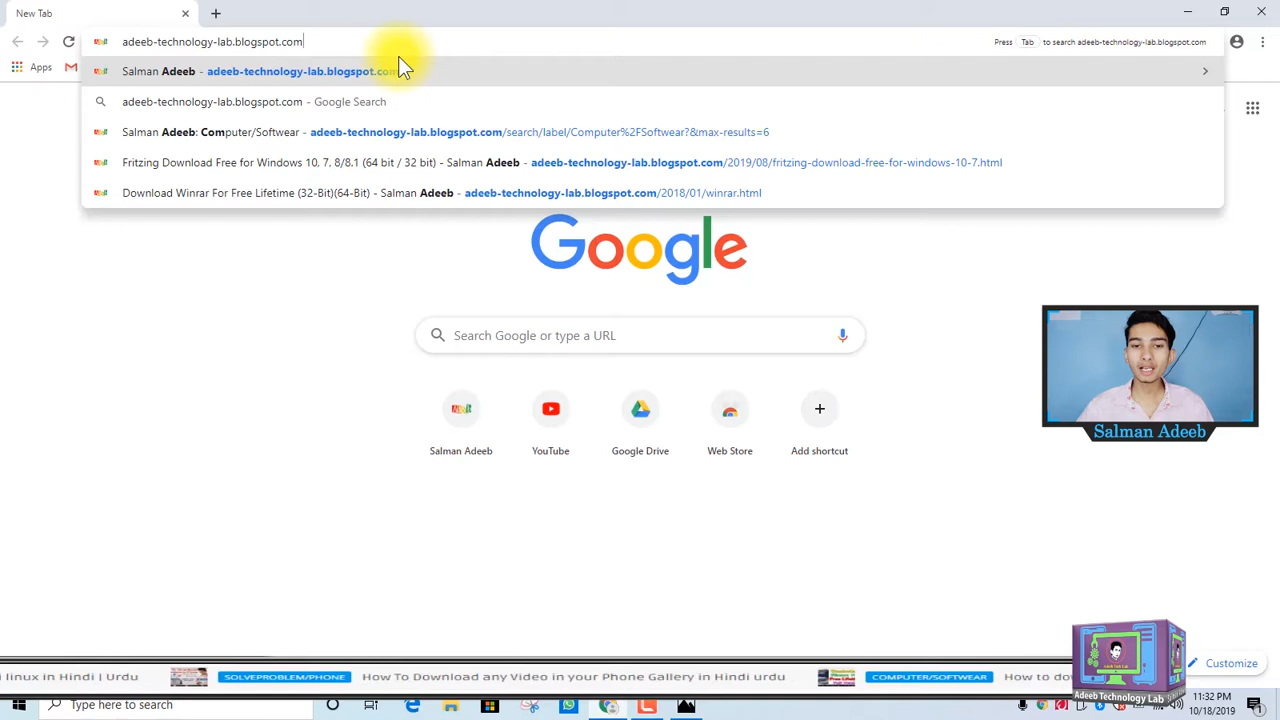 New Tab
adeeb-technology-lab.blogspot.com
Press Tab to search adeeb-technology-lab.blogspot.com
Apps
Salman Adeeb - adeeb-technology-lab.blogspot.com
adeeb-technology-lab.blogspot.com - Google Search
Salman Adeeb: Computer/Softwear - adeeb-technology-lab.blogspot.com/search/label/Computer%2FSoftwear?&max-results=6
Fritzing Download Free for Windows 10, 7, 8/8.1 (64 bit / 32 bit) - Salman Adeeb - adeeb-technology-lab.blogspot.com/2019/08/fritzing-download-free-for-windows-10-7.html
Download Winrar For Free Lifetime (32-Bit)(64-Bit) - Salman Adeeb - adeeb-technology-lab.blogspot.com/2018/01/winrar.html
Google
Search Google or type a URL
Salman Adeeb
YouTube
Google Drive
Web Store
Add shortcut
Salman Adeeb
Customize
linux in Hindi | Urdu
SOLVEPROBLEM/PHONE
How To Download any Video in your Phone Gallery in Hindi urdu
COMPUTER/SOFTWEAR
How to dow
Adeeb Technology Lab
Type here to search
11:32 PM
10/18/2019